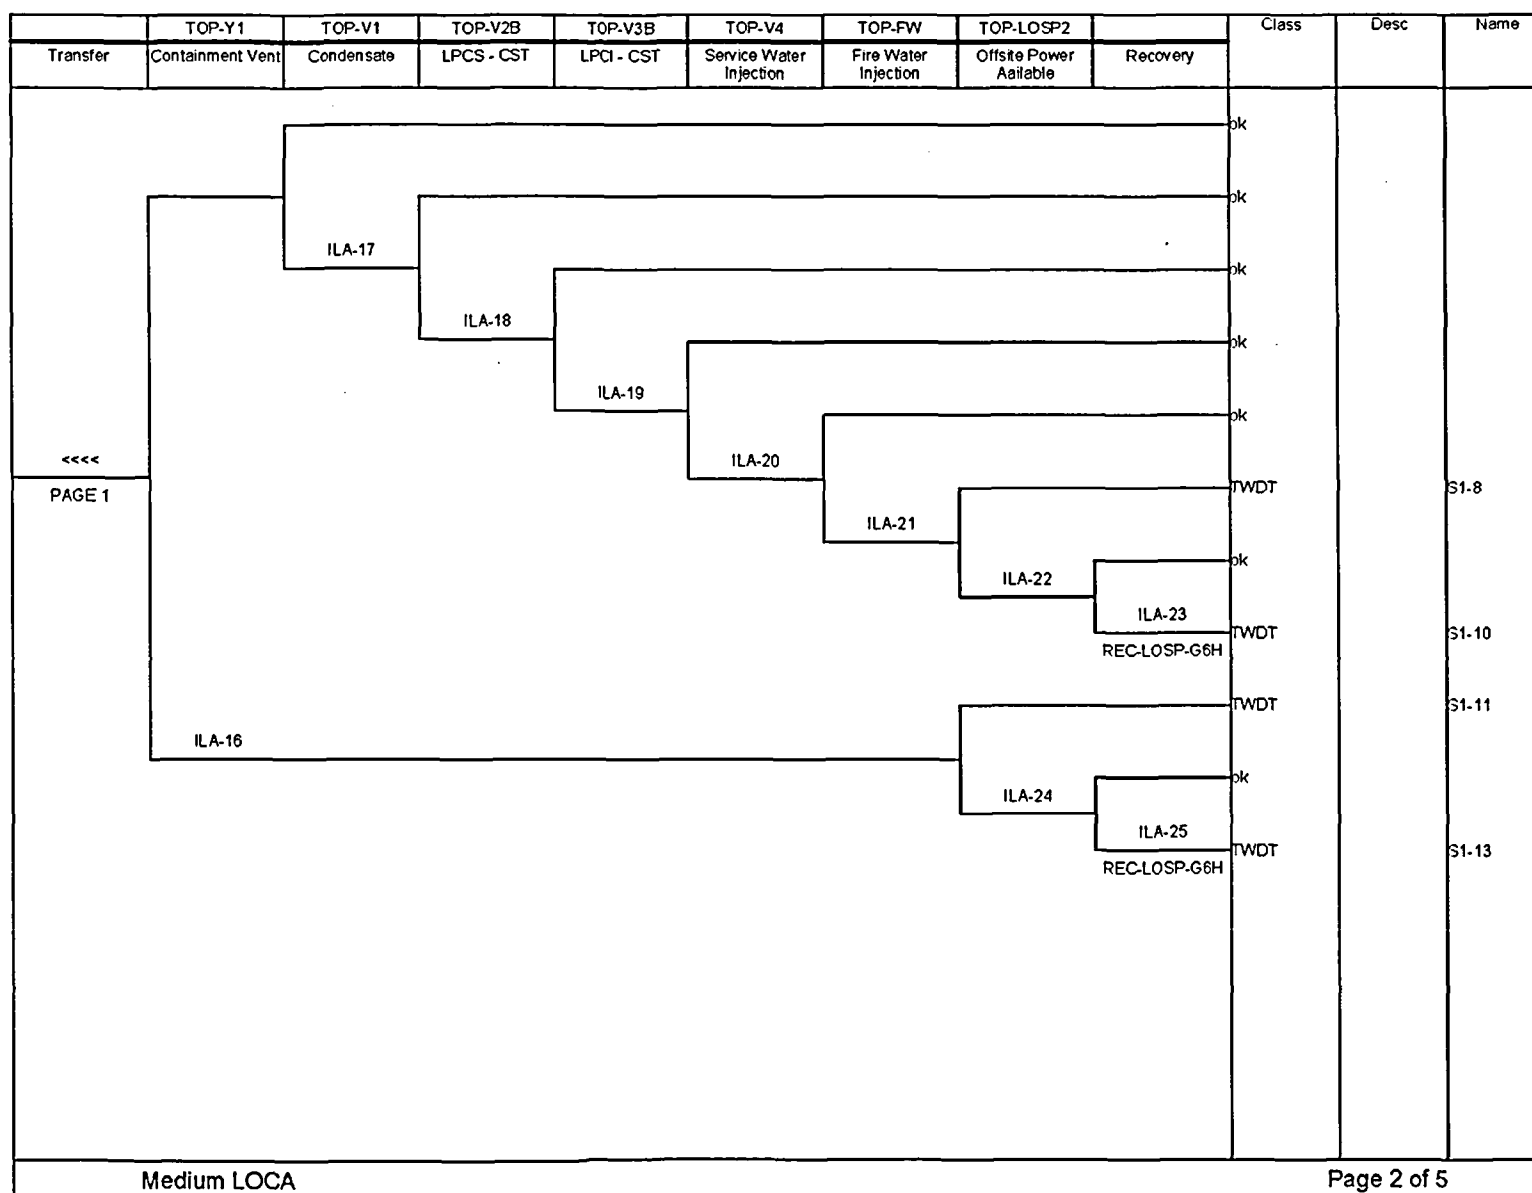 TOP-Y1 TOP-V1 TOP-V2B TOP-V3B TOP-V4 TOP-FW TOP-LOSP2 Class Desc Name
Transfer Containment Vent Condensate LPCS - CST LPCI - CST Service Water Injection Fire Water Injection Offsite Power Aailable Recovery
ok
ok
ILA-17
ok
ILA-18
ok
ILA-19
ok
<<<<
ILA-20
PAGE 1
TWDT S1-8
ILA-21
ok
ILA-22
ILA-23
TWDT S1-10
REC-LOSP-G6H
TWDT S1-11
ILA-16
ok
ILA-24
ILA-25
TWDT S1-13
REC-LOSP-G6H
Medium LOCA Page 2 of 5